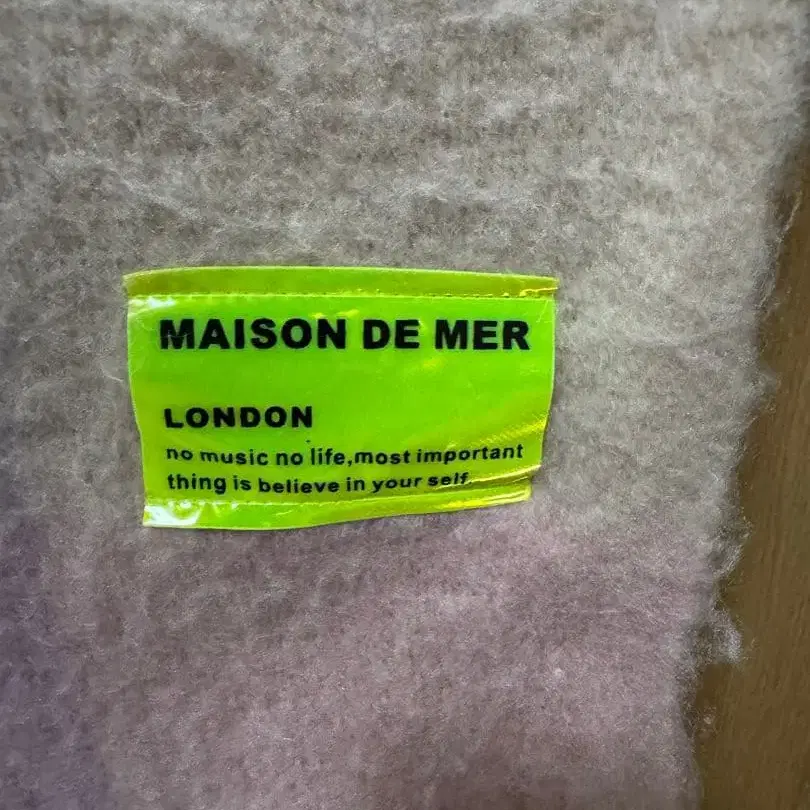 MAISON DE MER
LONDON
no music no life,most important
thing is believe in your self.